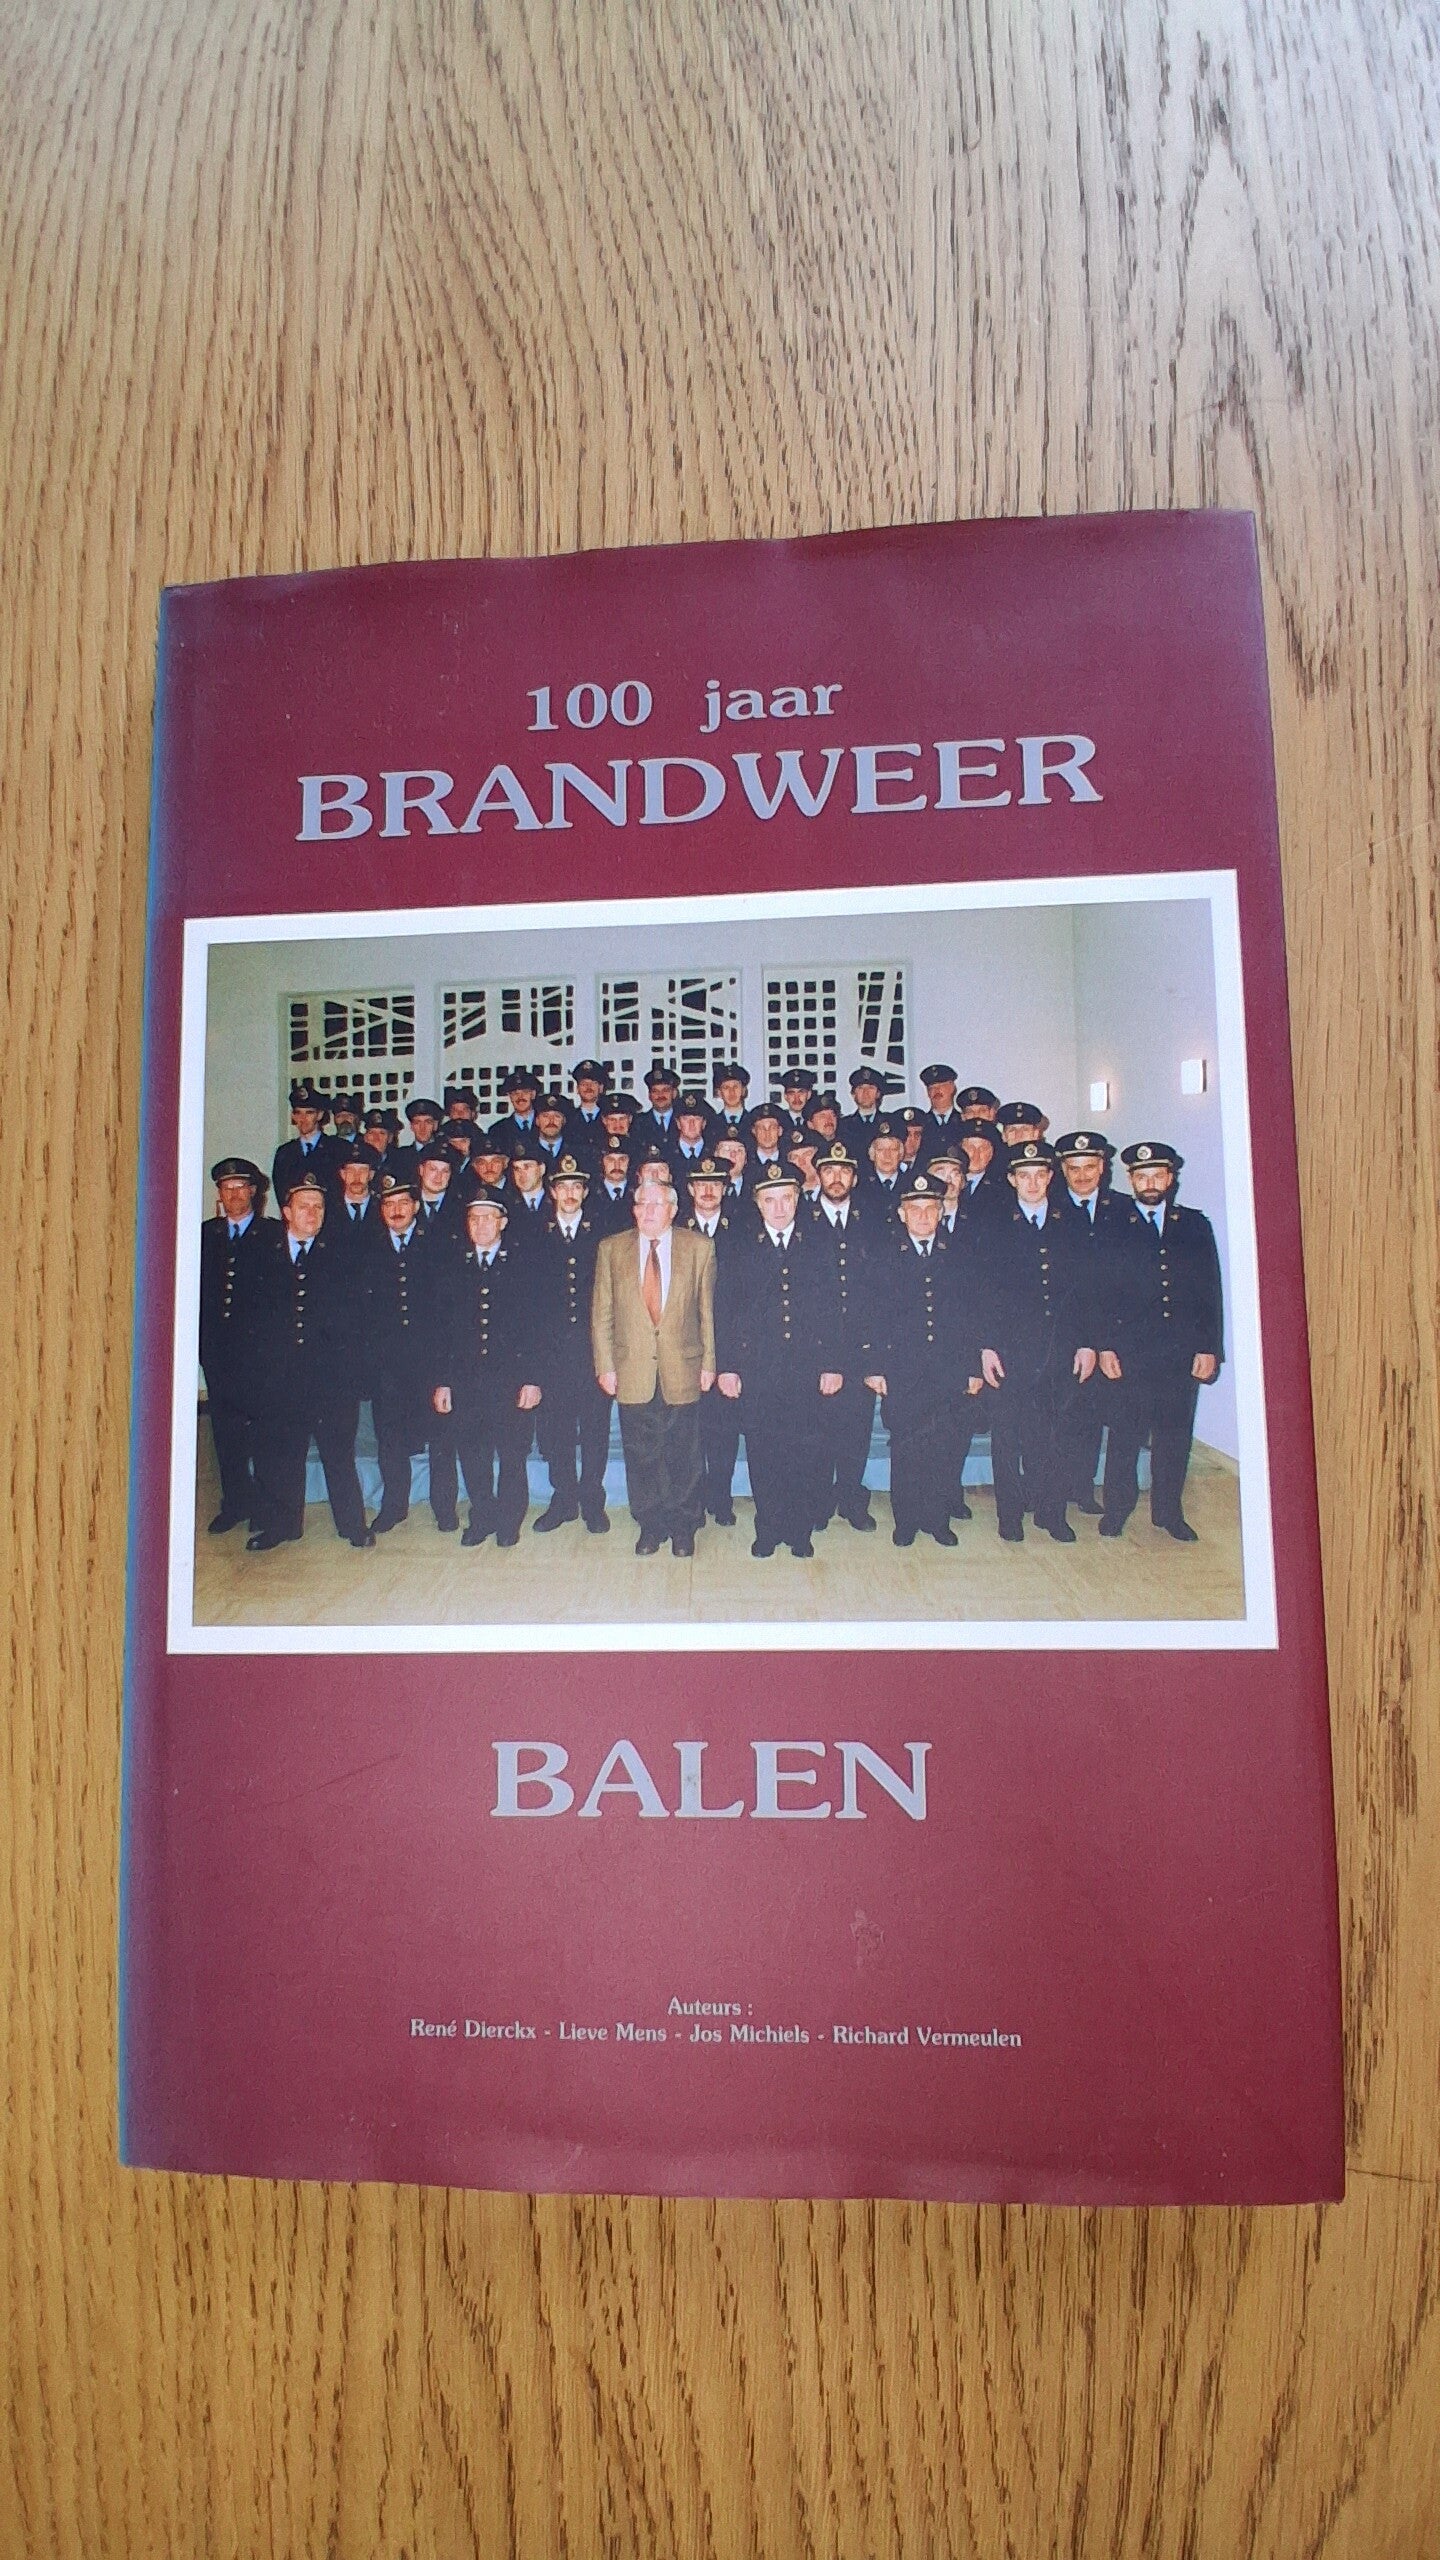 100 jaar
BRANDWEER
BALEN
Auteurs :
René Dierckx - Lieve Mens - Jos Michiels - Richard Vermeulen